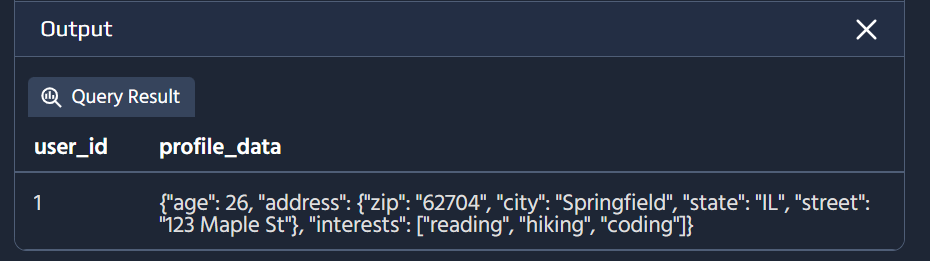 Output
Query Result
user_id profile_data
1 {"age": 26, "address": {"zip": "62704", "city": "Springfield", "state": "IL", "street":
"123 Maple St"}, "interests": ["reading", "hiking", "coding"]}